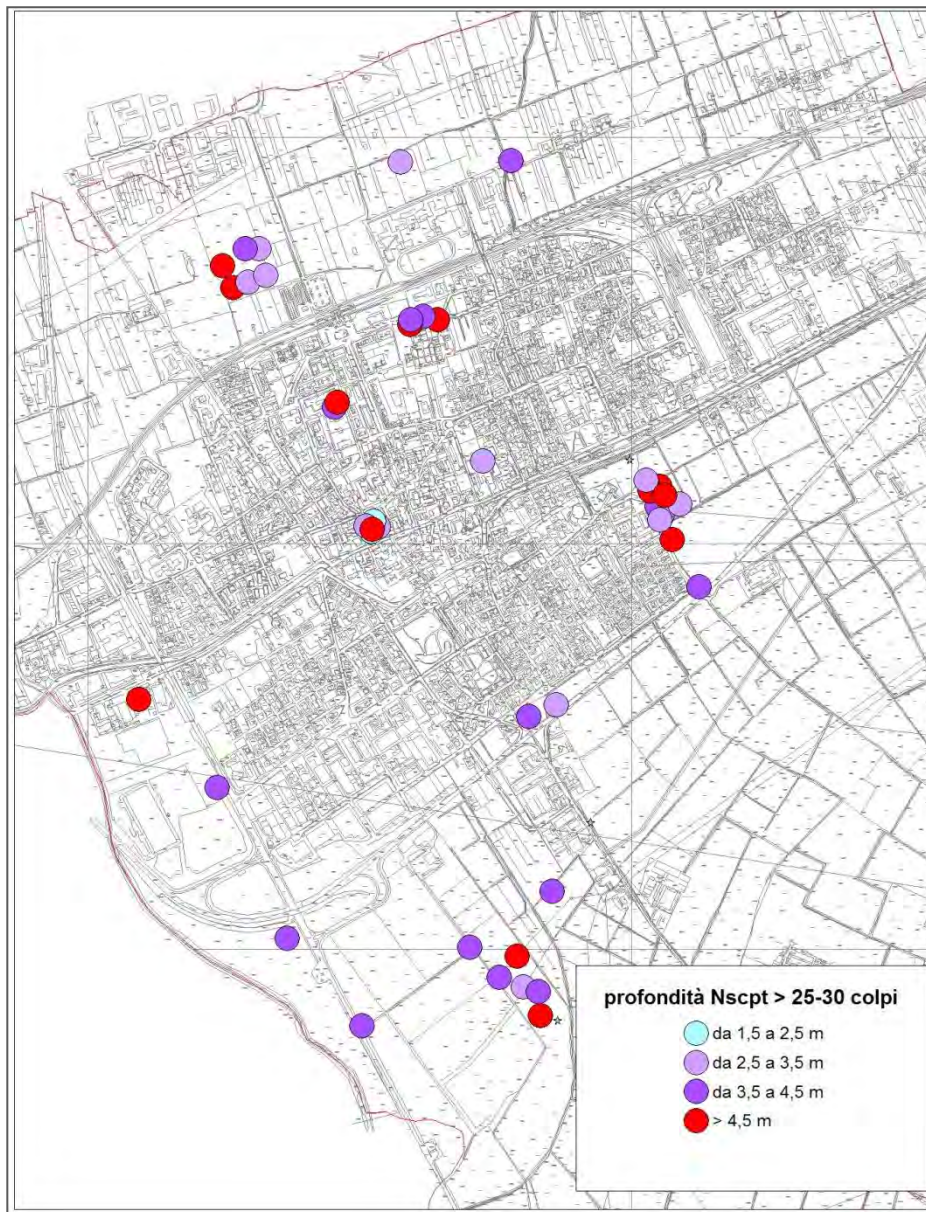 profondità Nscpt > 25-30 colpi
da 1,5 a 2,5 m
da 2,5 a 3,5 m
da 3,5 a 4,5 m
> 4,5 m